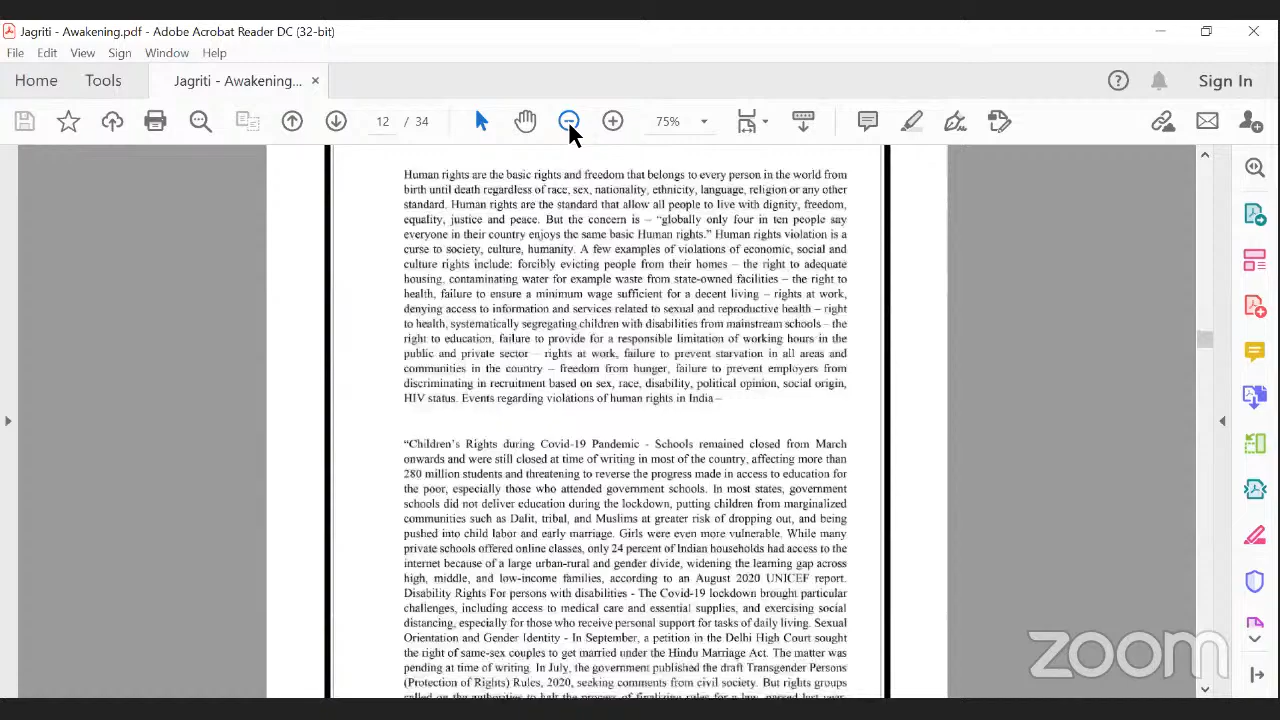 Jagriti - Awakening.pdf - Adobe Acrobat Reader DC (32-bit)
File Edit View Sign Window Help
Home Tools Jagriti - Awakening... × Sign In
12 / 34 75%
Human rights are the basic rights and freedom that belongs to every person in the world from
birth until death regardless of race, sex, nationality, ethnicity, language, religion or any other
standard. Human rights are the standard that allow all people to live with dignity, freedom,
equality, justice and peace. But the concern is – “globally only four in ten people say
everyone in their country enjoys the same basic Human rights.” Human rights violation is a
curse to society, culture, humanity. A few examples of violations of economic, social and
culture rights include: forcibly evicting people from their homes – the right to adequate
housing, contaminating water for example waste from state-owned facilities – the right to
health, failure to ensure a minimum wage sufficient for a decent living – rights at work,
denying access to information and services related to sexual and reproductive health – right
to health, systematically segregating children with disabilities from mainstream schools – the
right to education, failure to provide for a responsible limitation of working hours in the
public and private sector – rights at work, failure to prevent starvation in all areas and
communities in the country – freedom from hunger, failure to prevent employers from
discriminating in recruitment based on sex, race, disability, political opinion, social origin,
HIV status. Events regarding violations of human rights in India –
“Children’s Rights during Covid-19 Pandemic - Schools remained closed from March
onwards and were still closed at time of writing in most of the country, affecting more than
280 million students and threatening to reverse the progress made in access to education for
the poor, especially those who attended government schools. In most states, government
schools did not deliver education during the lockdown, putting children from marginalized
communities such as Dalit, tribal, and Muslims at greater risk of dropping out, and being
pushed into child labor and early marriage. Girls were even more vulnerable. While many
private schools offered online classes, only 24 percent of Indian households had access to the
internet because of a large urban-rural and gender divide, widening the learning gap across
high, middle, and low-income families, according to an August 2020 UNICEF report.
Disability Rights For persons with disabilities - The Covid-19 lockdown brought particular
challenges, including access to medical care and essential supplies, and exercising social
distancing, especially for those who receive personal support for tasks of daily living. Sexual
Orientation and Gender Identity - In September, a petition in the Delhi High Court sought
the right of same-sex couples to get married under the Hindu Marriage Act. The matter was
pending at time of writing. In July, the government published the draft Transgender Persons
(Protection of Rights) Rules, 2020, seeking comments from civil society. But rights groups
called on the authorities to halt the process of finalizing rules for a law, passed last year,
zoom